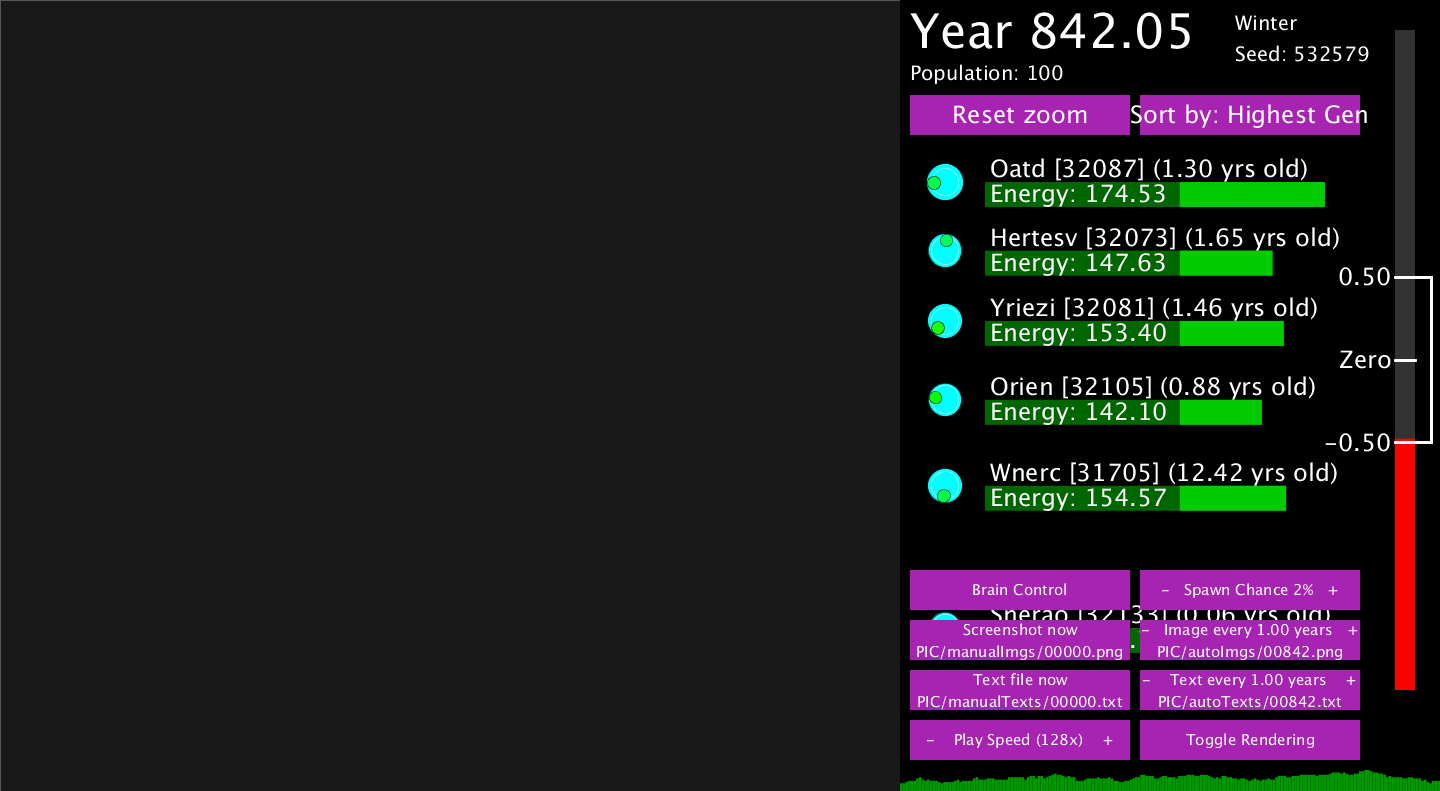 Year 842.05
Winter
Seed: 532579
Population: 100
Reset zoom
Sort by: Highest Gen
Oatd [32087] (1.30 yrs old)
Energy: 174.53
Hertesv [32073] (1.65 yrs old)
Energy: 147.63
0.50
Yriezi [32081] (1.46 yrs old)
Energy: 153.40
Zero
Orien [32105] (0.88 yrs old)
Energy: 142.10
-0.50
Wnerc [31705] (12.42 yrs old)
Energy: 154.57
Brain Control
- Spawn Chance 2% +
[32133] (0.06 yrs old)
Screenshot now
PIC/manualImgs/00000.png
- Image every 1.00 years +
PIC/autoImgs/00842.png
Text file now
PIC/manualTexts/00000.txt
- Text every 1.00 years +
PIC/autoTexts/00842.txt
- Play Speed (128x) +
Toggle Rendering